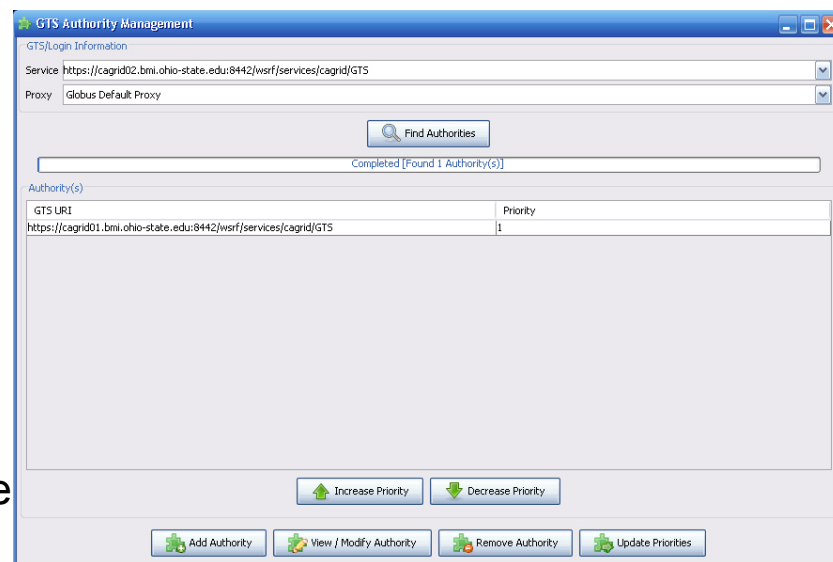 GTS Authority Management
GTS/Login Information
Service https://cagrid02.bmi.ohio-state.edu:8442/wsrf/services/cagrid/GTS
Proxy Globus Default Proxy
Find Authorities
Completed [Found 1 Authority(s)]
Authority(s)
GTS URI Priority
https://cagrid01.bmi.ohio-state.edu:8442/wsrf/services/cagrid/GTS 1
e
Increase Priority Decrease Priority
Add Authority View / Modify Authority Remove Authority Update Priorities